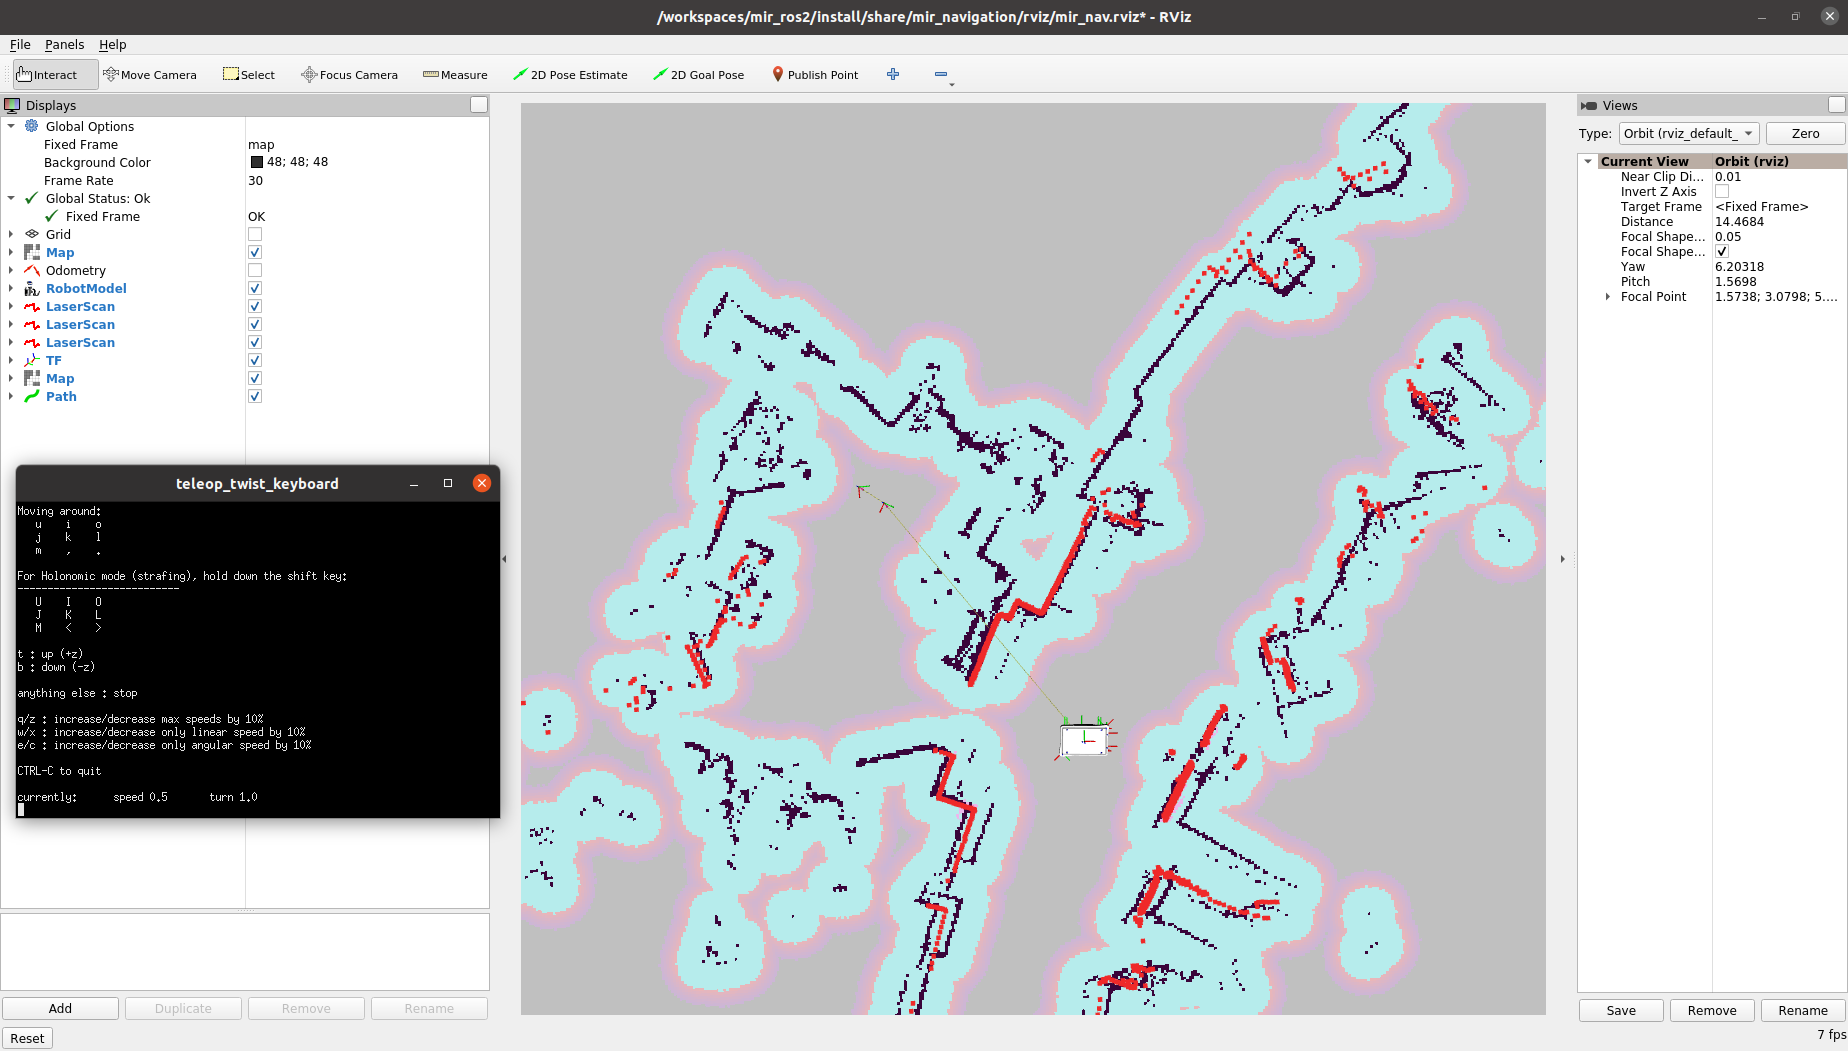 /workspaces/mir_ros2/install/share/mir_navigation/rviz/mir_nav.rviz* - RViz
File Panels Help
Interact Move Camera Select Focus Camera Measure 2D Pose Estimate 2D Goal Pose Publish Point
Displays
Global Options
Fixed Frame map
Background Color 48; 48; 48
Frame Rate 30
Global Status: Ok
Fixed Frame OK
Grid
Map
Odometry
RobotModel
LaserScan
LaserScan
LaserScan
TF
Map
Path
teleop_twist_keyboard
Moving around:
u i o
j k l
m , .
For Holonomic mode (strafing), hold down the shift key:
---------------------------
U I O
J K L
M < >
t : up (+z)
b : down (-z)
anything else : stop
q/z : increase/decrease max speeds by 10%
w/x : increase/decrease only linear speed by 10%
e/c : increase/decrease only angular speed by 10%
CTRL-C to quit
currently: speed 0.5 turn 1.0
Add Duplicate Remove Rename
Reset
Views
Type: Orbit (rviz_default_ Zero
Current View Orbit (rviz)
Near Clip Di... 0.01
Invert Z Axis
Target Frame <Fixed Frame>
Distance 14.4684
Focal Shape... 0.05
Focal Shape...
Yaw 6.20318
Pitch 1.5698
Focal Point 1.5738; 3.0798; 5....
Save Remove Rename
7 fps